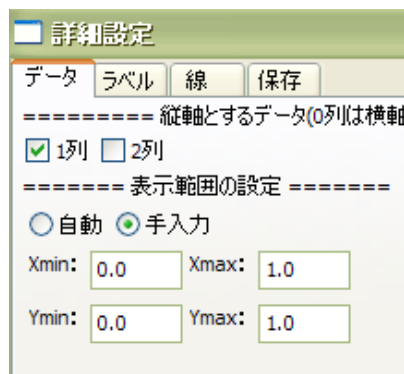 詳細設定
データ ラベル 線 保存
========= 縦軸とするデータ(0列は横軸
1列 2列
======= 表示範囲の設定 =======
自動 手入力
Xmin: 0.0 Xmax: 1.0
Ymin: 0.0 Ymax: 1.0